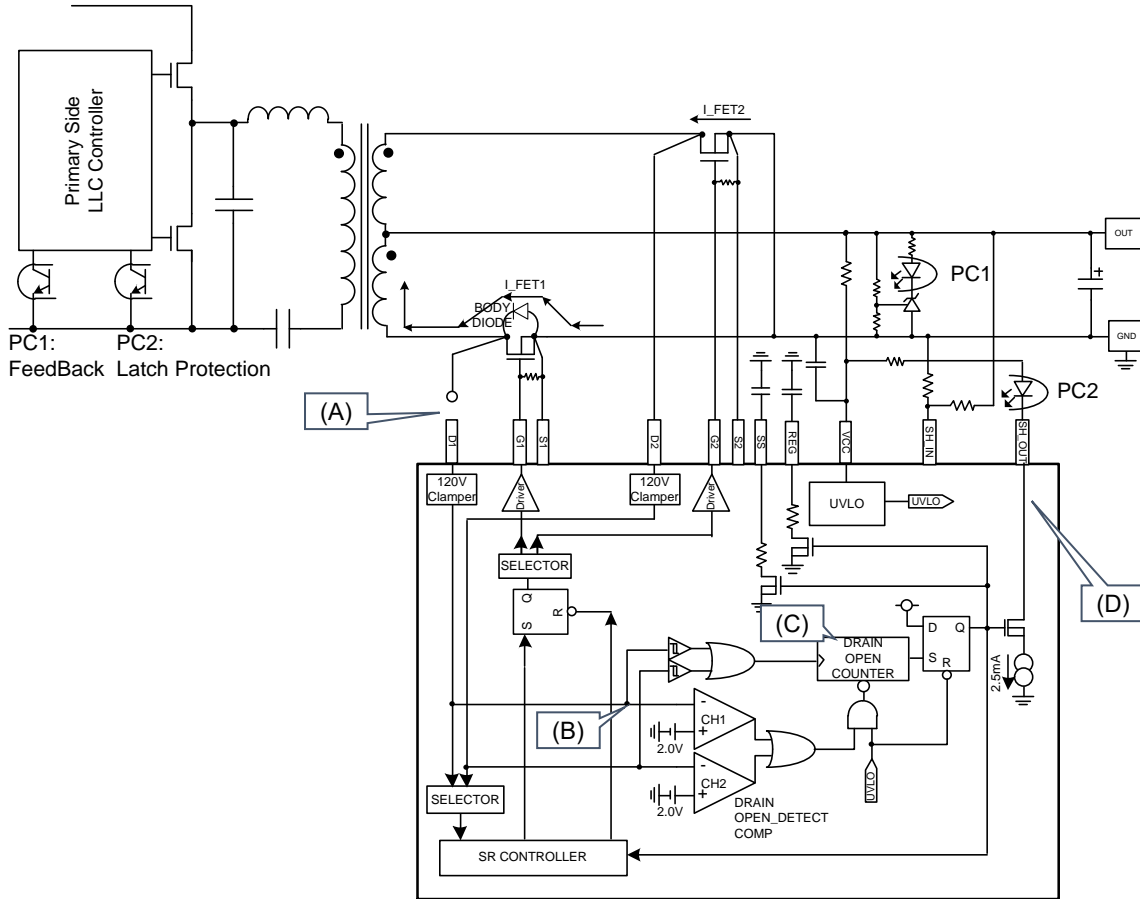 Primary Side
LLC Controller
PC1:
FeedBack
PC2:
Latch Protection
I_FET2
I_FET1
BODY
DIODE
PC1
PC2
OUT
GND
+
(A)
D1
G1
S1
D2
G2
S2
SS
REG
VCC
SH_IN
SH_OUT
120V
Clamper
Driver
120V
Clamper
Driver
UVLO
UVLO
SELECTOR
Q
S
R
(C)
DRAIN
OPEN
COUNTER
D
Q
S
R
(D)
2.5mA
(B)
-
CH1
+
2.0V
-
CH2
+
2.0V
UVLO
DRAIN
OPEN_DETECT
COMP
SELECTOR
SR CONTROLLER